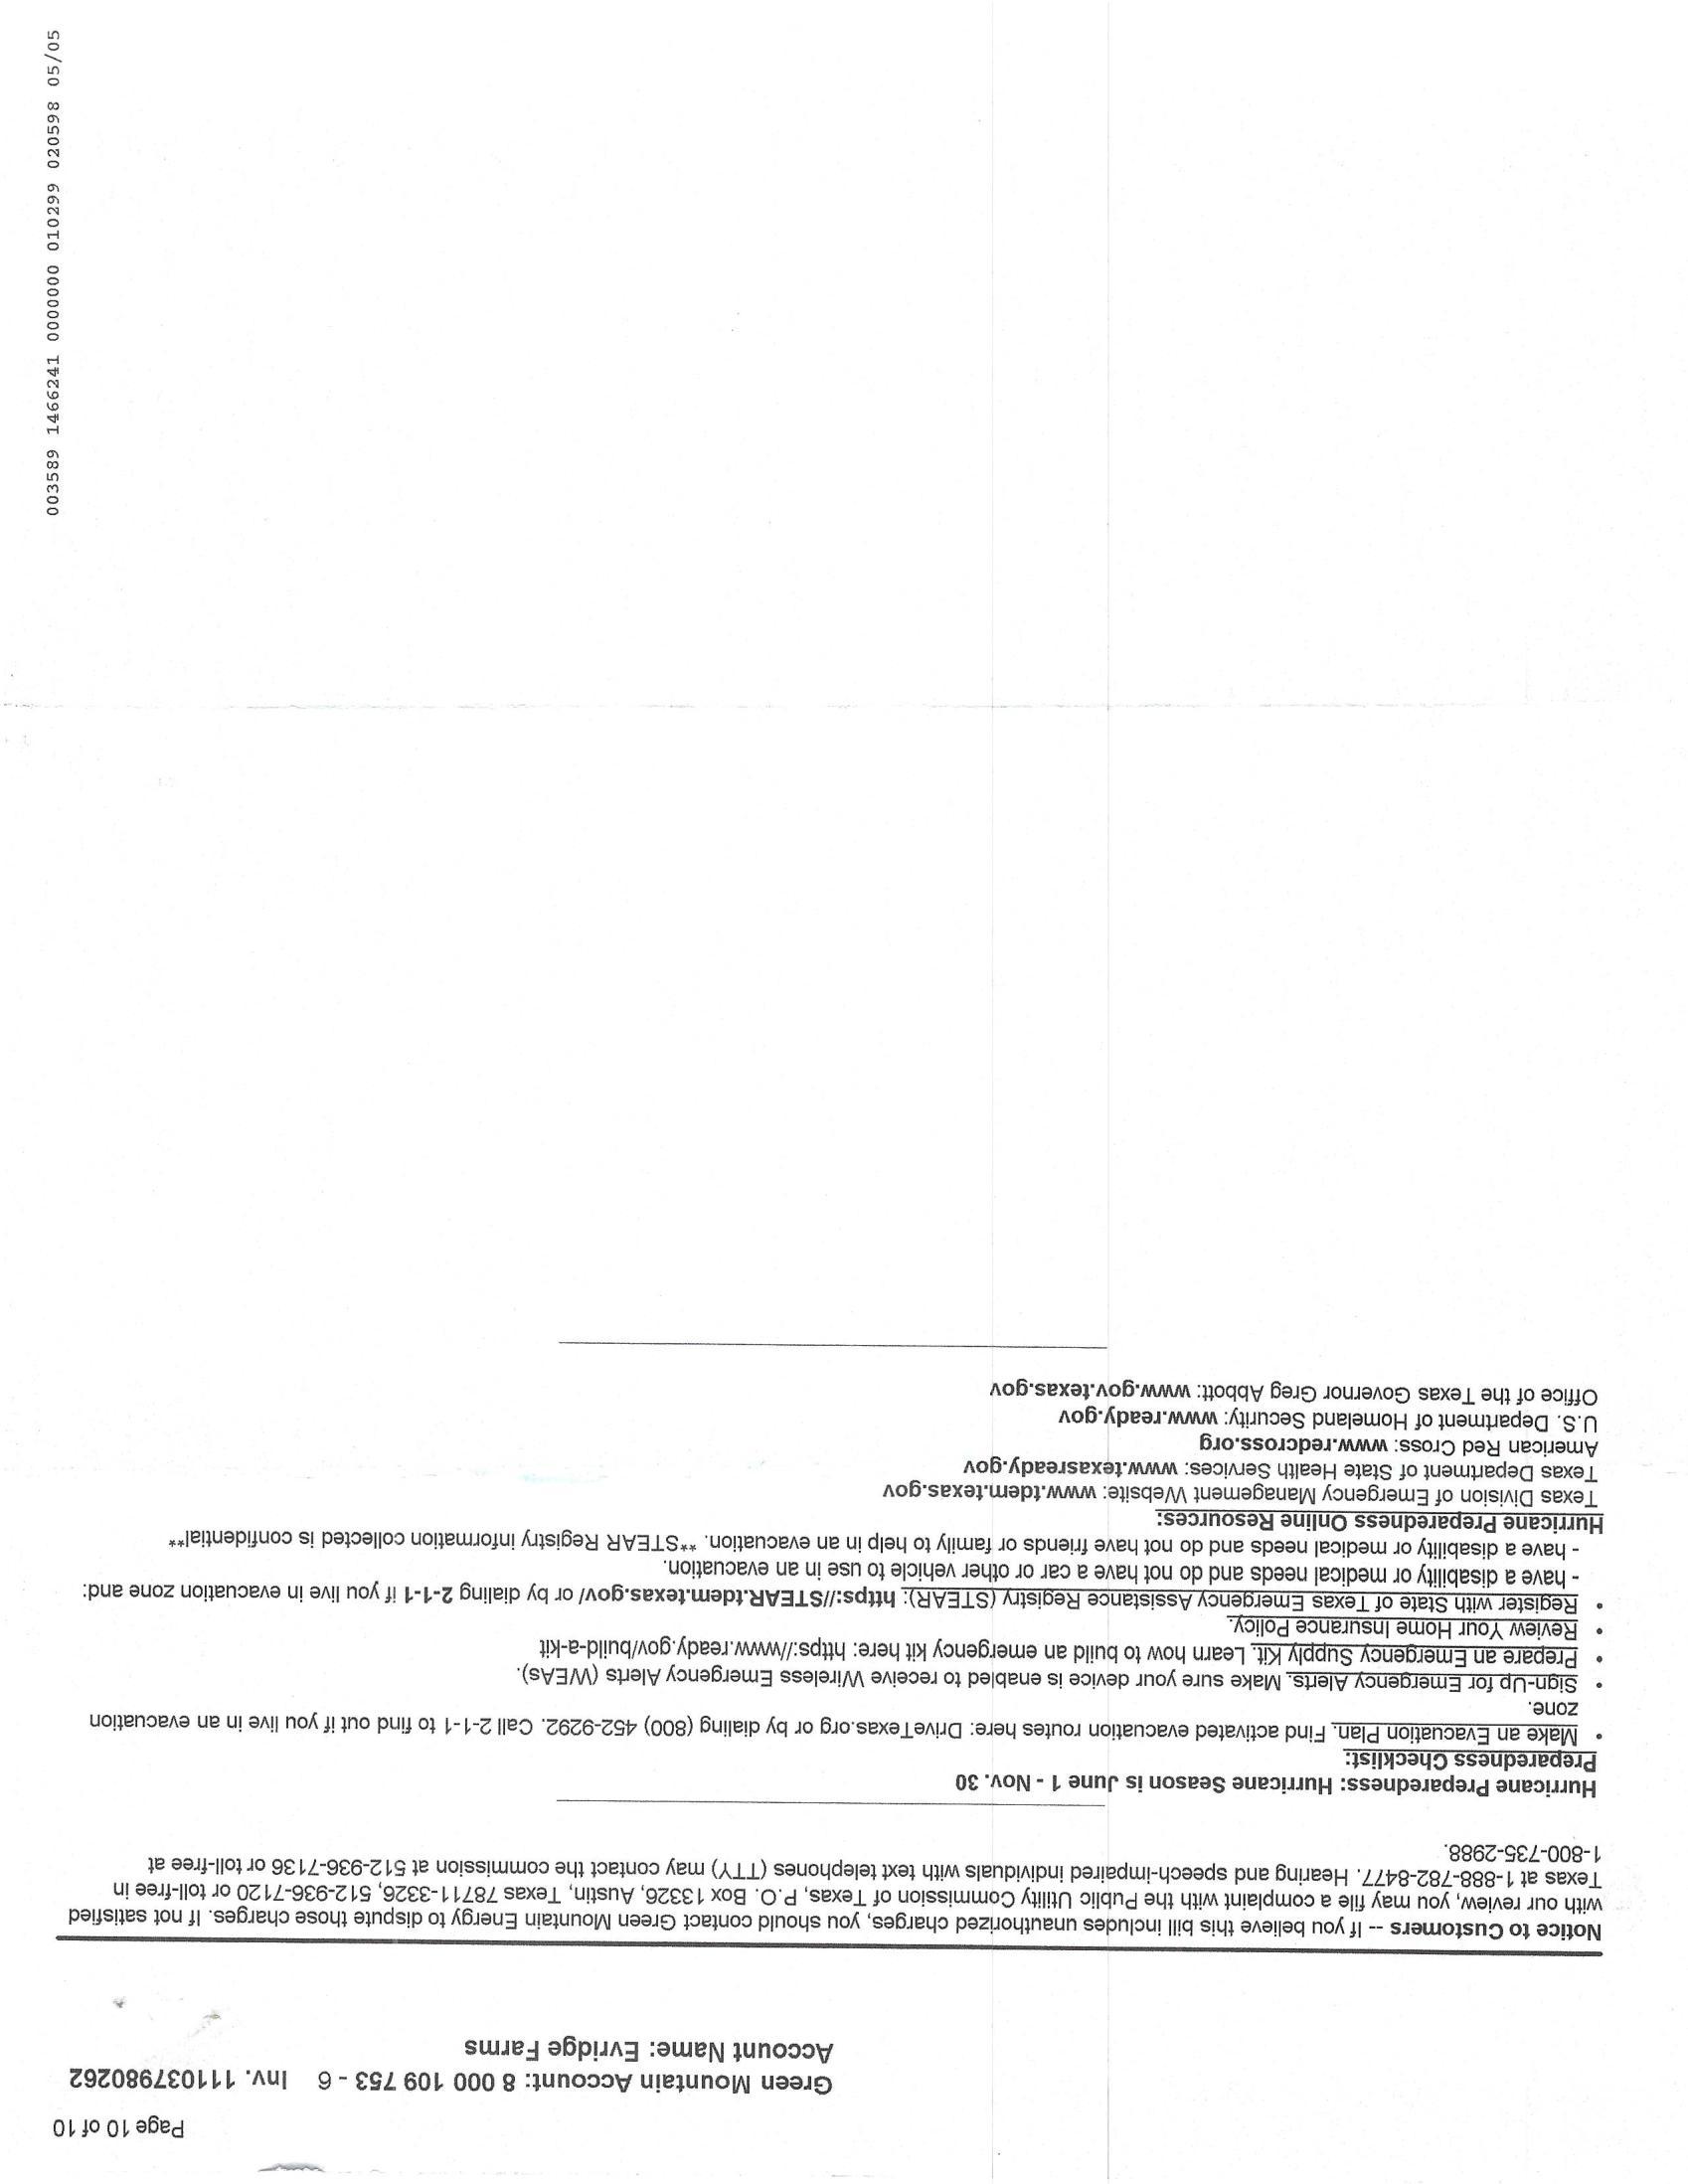 Page 10 of 10
Green Mountain Account: 8 000 109 753 - 6 Inv. 111037980262
Account Name: Evridge Farms
Notice to Customers -- If you believe this bill includes unauthorized charges, you should contact Green Mountain Energy to dispute those charges. If not satisfied
with our review, you may file a complaint with the Public Utility Commission of Texas, P.O. Box 13326, Austin, Texas 78711-3326, 512-936-7120 or toll-free in
Texas at 1-888-782-8477. Hearing and speech-impaired individuals with text telephones (TTY) may contact the commission at 512-936-7136 or toll-free at
1-800-735-2988.
Hurricane Preparedness: Hurricane Season is June 1 - Nov. 30
Preparedness Checklist:
• Make an Evacuation Plan. Find activated evacuation routes here: DriveTexas.org or by dialing (800) 452-9292. Call 2-1-1 to find out if you live in an evacuation
zone.
• Sign-Up for Emergency Alerts. Make sure your device is enabled to receive Wireless Emergency Alerts (WEAs).
• Prepare an Emergency Supply Kit. Learn how to build an emergency kit here: https://www.ready.gov/build-a-kit
• Review Your Home Insurance Policy.
• Register with State of Texas Emergency Assistance Registry (STEAR): https://STEAR.tdem.texas.gov/ or by dialing 2-1-1 if you live in evacuation zone and:
- have a disability or medical needs and do not have a car or other vehicle to use in an evacuation.
- have a disability or medical needs and do not have friends or family to help in an evacuation. **STEAR Registry information collected is confidential**
Hurricane Preparedness Online Resources:
Texas Division of Emergency Management Website: www.tdem.texas.gov
Texas Department of State Health Services: www.texasready.gov
American Red Cross: www.redcross.org
U.S. Department of Homeland Security: www.ready.gov
Office of the Texas Governor Greg Abbott: www.gov.texas.gov
003589 1466241 0000000 010299 020598 05/05